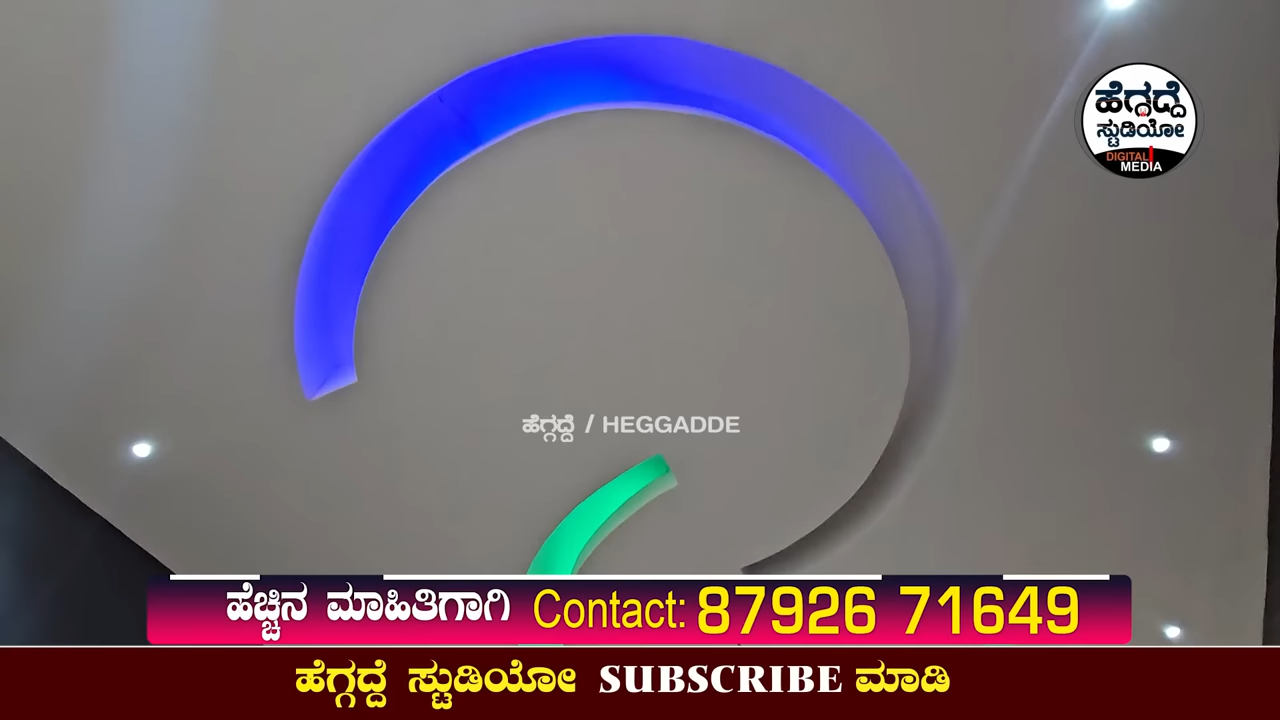 ಹೆಗ್ಗದ್ದೆ
ಸ್ಟುಡಿಯೋ
DIGITAL
MEDIA
ಹೆಗ್ಗದ್ದೆ / HEGGADDE
ಹೆಚ್ಚಿನ ಮಾಹಿತಿಗಾಗಿ Contact: 87926 71649
ಹೆಗ್ಗದ್ದೆ ಸ್ಟುಡಿಯೋ SUBSCRIBE ಮಾಡಿ